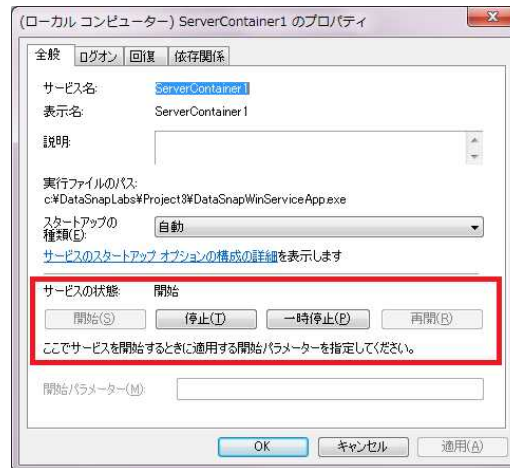 (ローカル コンピューター) ServerContainer1 のプロパティ
全般 ログオン 回復 依存関係
サービス名: ServerContainer1
表示名: ServerContainer1
説明:
実行ファイルのパス:
c:¥DataSnapLabs¥Project3¥DataSnapWinServiceApp.exe
スタートアップの
種類(E): 自動
サービスのスタートアップ オプションの構成の詳細を表示します
サービスの状態: 開始
開始(S) 停止(T) 一時停止(P) 再開(R)
ここでサービスを開始するときに適用する開始パラメーターを指定してください。
開始パラメーター(M):
OK キャンセル 適用(A)